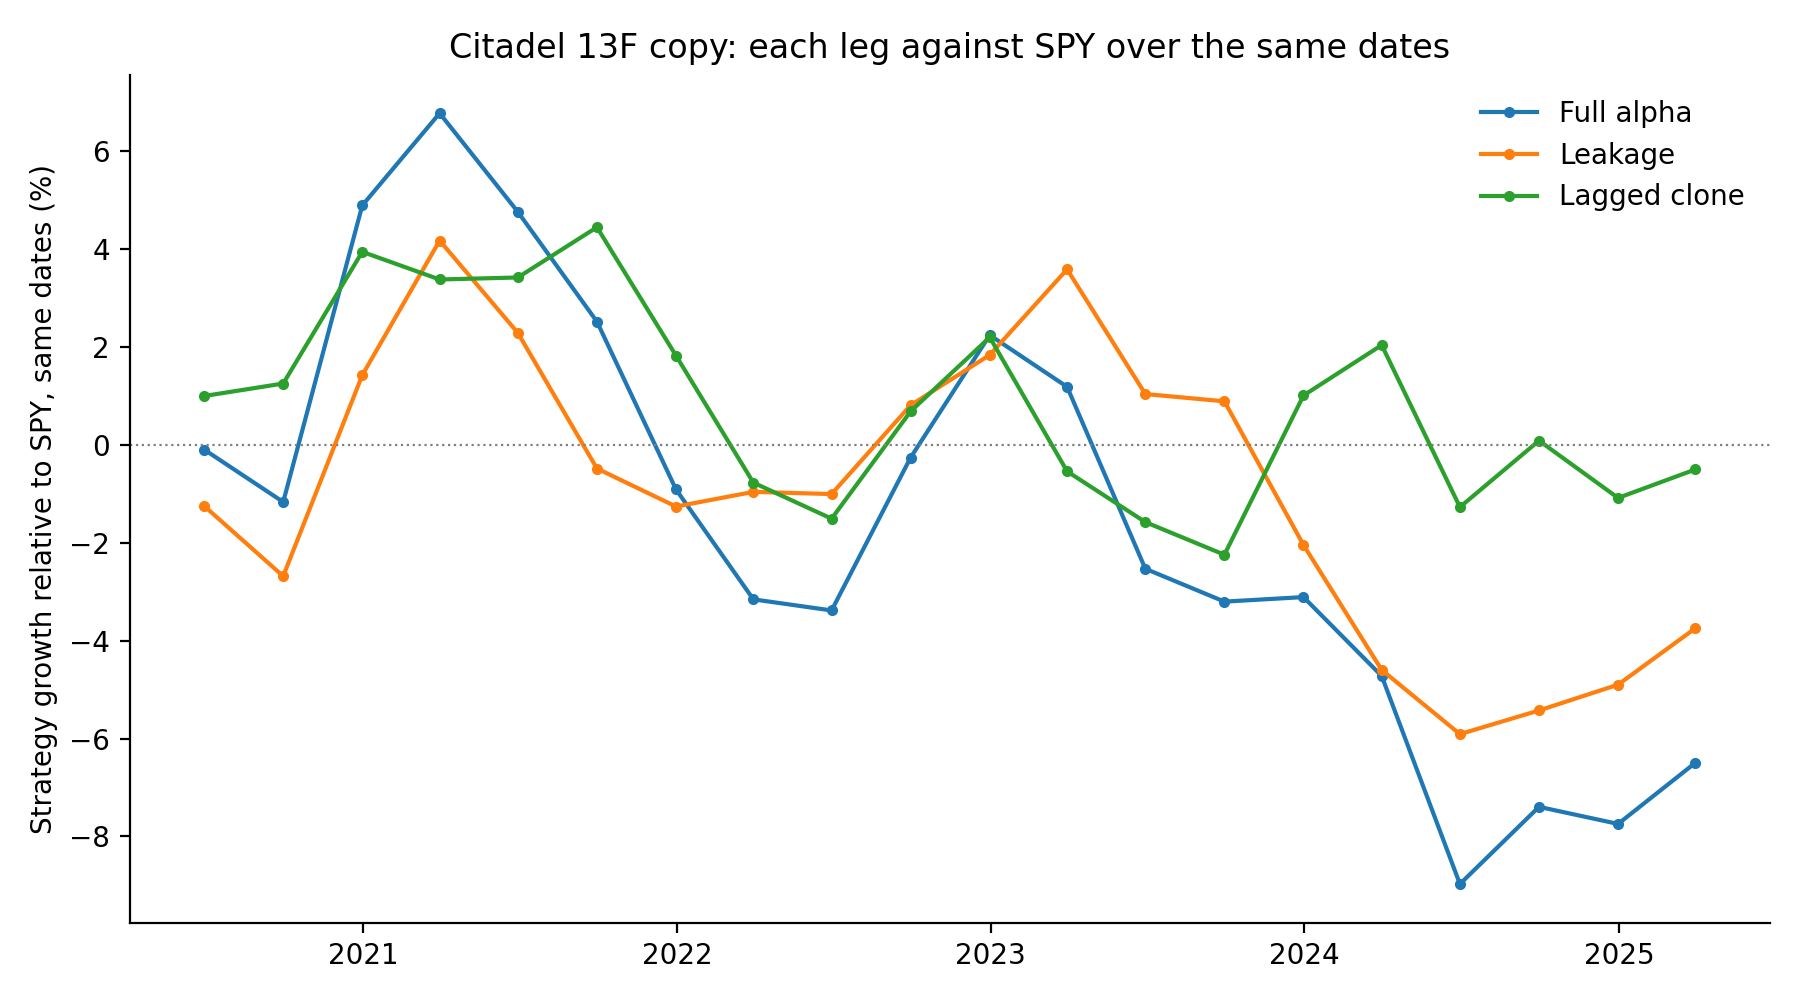 Citadel 13F copy: each leg against SPY over the same dates
Full alpha
Leakage
Lagged clone
Strategy growth relative to SPY, same dates (%)
6
4
2
0
−2
−4
−6
−8
2021
2022
2023
2024
2025